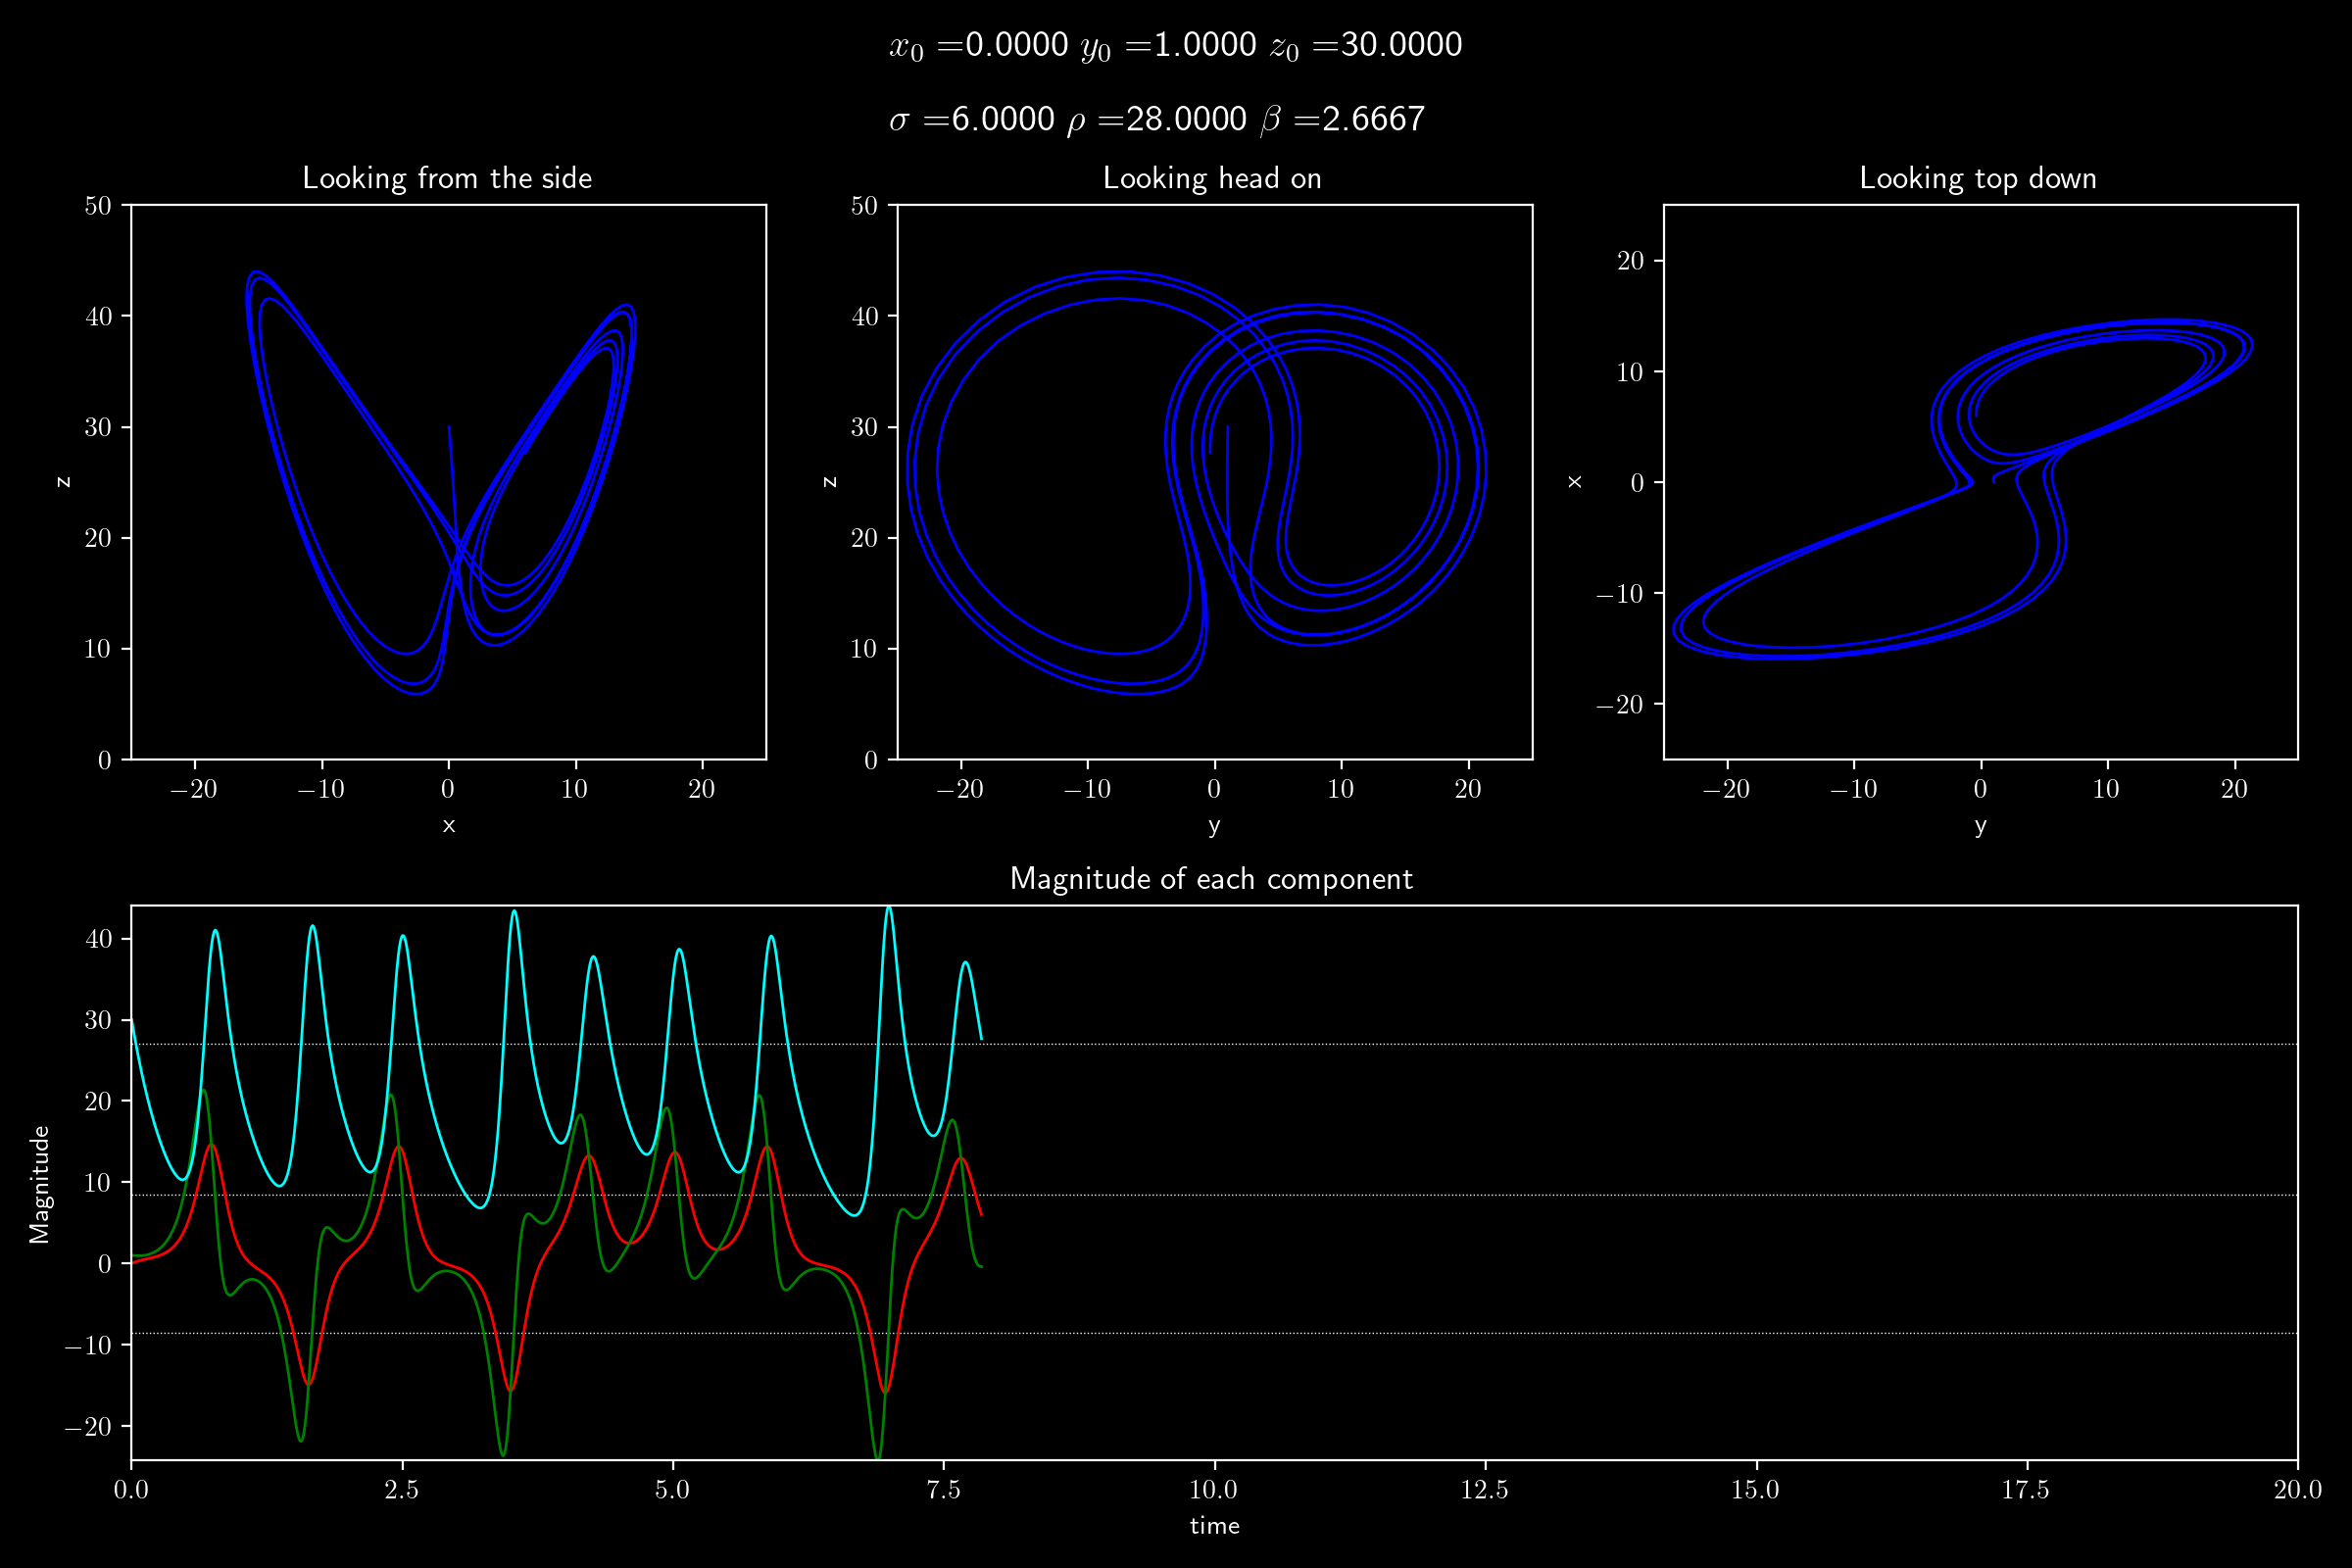 x₀ =0.0000 y₀ =1.0000 z₀ =30.0000
σ =6.0000 ρ =28.0000 β =2.6667
Looking from the side
Looking head on
Looking top down
50
40
30
20
10
0
z
−20 −10 0 10 20
x
50
40
30
20
10
0
z
−20 −10 0 10 20
y
20
10
0
−10
−20
x
−20 −10 0 10 20
y
Magnitude of each component
40
30
20
10
0
−10
−20
Magnitude
0.0 2.5 5.0 7.5 10.0 12.5 15.0 17.5 20.0
time